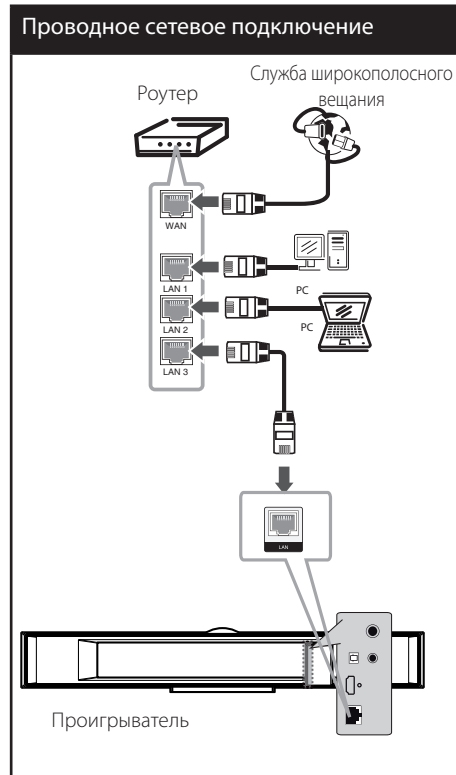 Проводное сетевое подключение
Служба широкополосного
вещания
Роутер
WAN
LAN 1
PC
LAN 2
PC
LAN 3
LAN
Проигрыватель